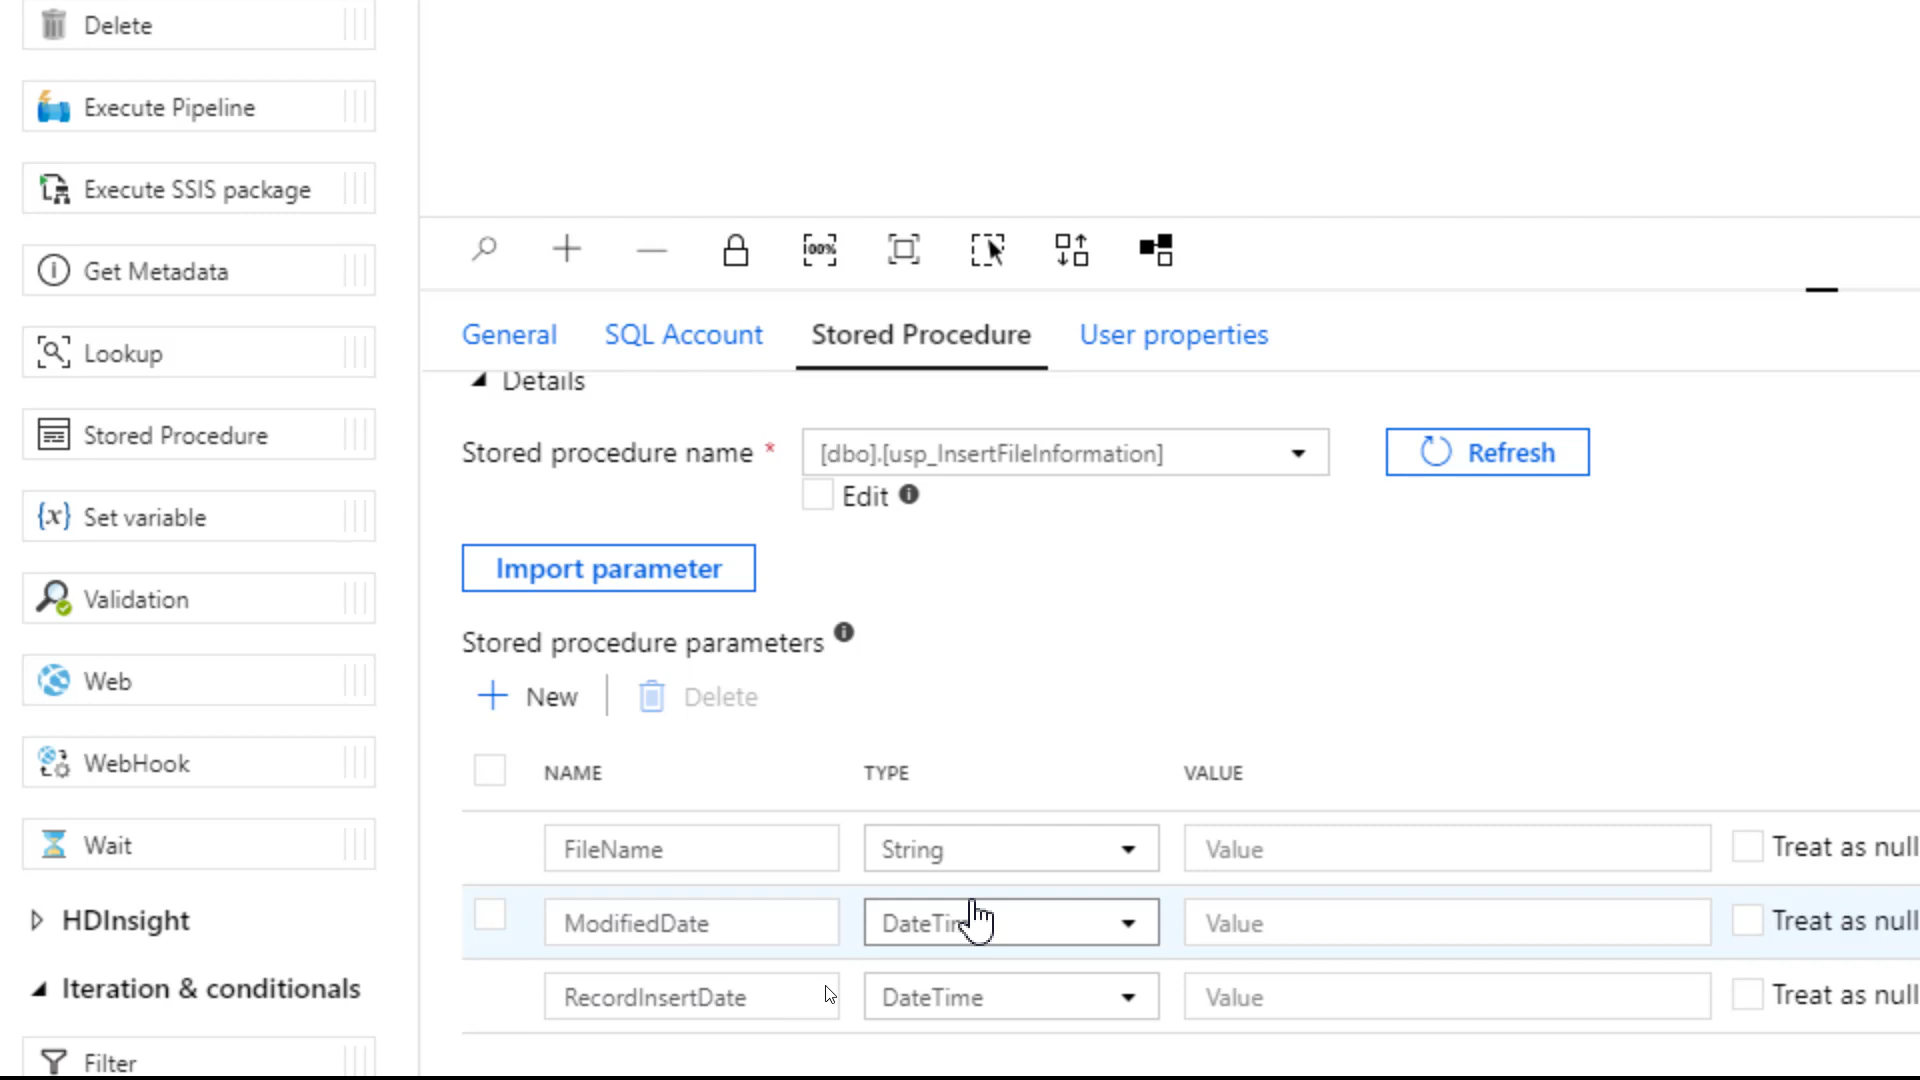 Delete
Execute Pipeline
Execute SSIS package
Get Metadata
Lookup
Stored Procedure
Set variable
Validation
Web
WebHook
Wait
HDInsight
Iteration & conditionals
Filter
100%
General SQL Account Stored Procedure User properties
Details
Stored procedure name * [dbo].[usp_InsertFileInformation] Refresh
Edit
Import parameter
Stored procedure parameters
New Delete
NAME TYPE VALUE
FileName String Value Treat as null
ModifiedDate DateTime Value Treat as null
RecordInsertDate DateTime Value Treat as null